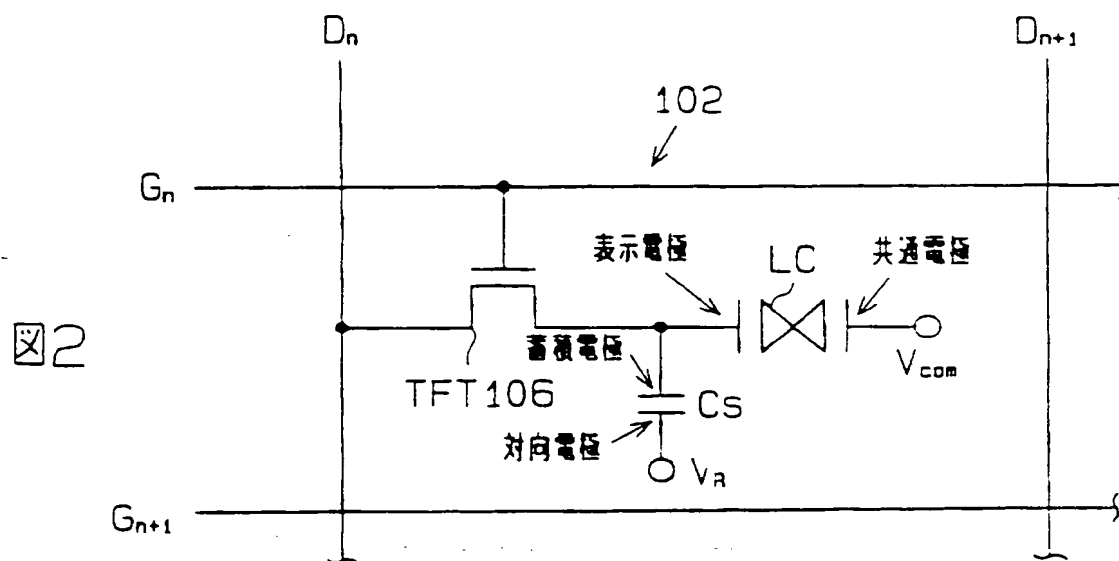 Dn
Dn+1
102
Gn
表示電極
LC
共通電極
図2
蓄積電極
Vcom
TFT106
Cs
対向電極
VR
Gn+1